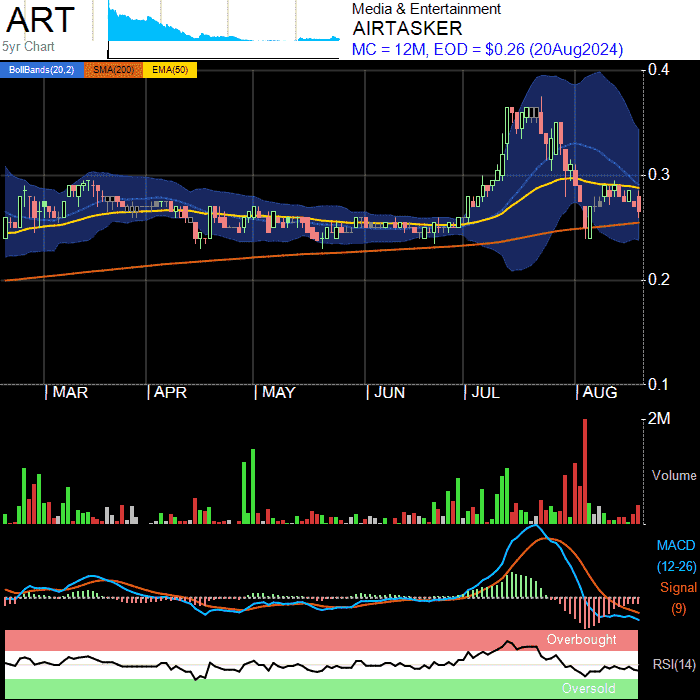 ART
5yr Chart
Media & Entertainment
AIRTASKER
MC = 12M, EOD = $0.26 (20Aug2024)
BollBands(20,2) SMA(200) EMA(50)
0.4
0.3
0.2
0.1
MAR APR MAY JUN JUL AUG
2M
Volume
MACD
(12-26)
Signal
(9)
Overbought
RSI(14)
Oversold